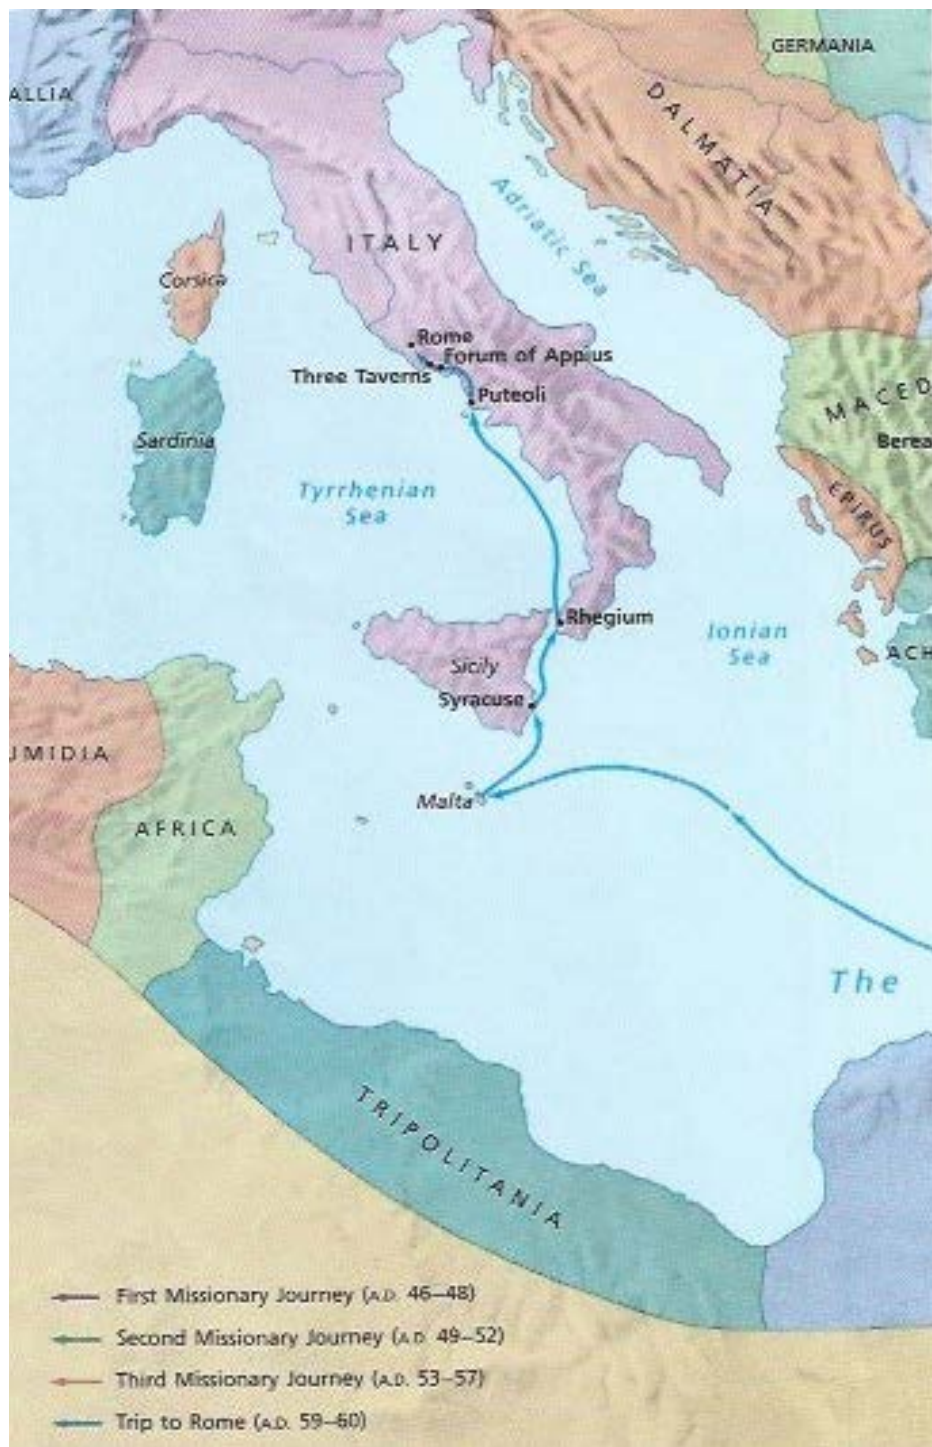 GERMANIA
ALLIA
DALMATIA
Adriatic Sea
ITALY
Corsica
Rome
Forum of Appius
Three Taverns
Puteoli
MACED
Berea
Sardinia
Tyrrhenian
Sea
EPIRUS
Rhegium
Ionian
Sea
ACH
Sicily
Syracuse
UMIDIA
Malta
AFRICA
The
TRIPOLITANIA
First Missionary Journey (A.D. 46–48)
Second Missionary Journey (A.D. 49–52)
Third Missionary Journey (A.D. 53–57)
Trip to Rome (A.D. 59–60)